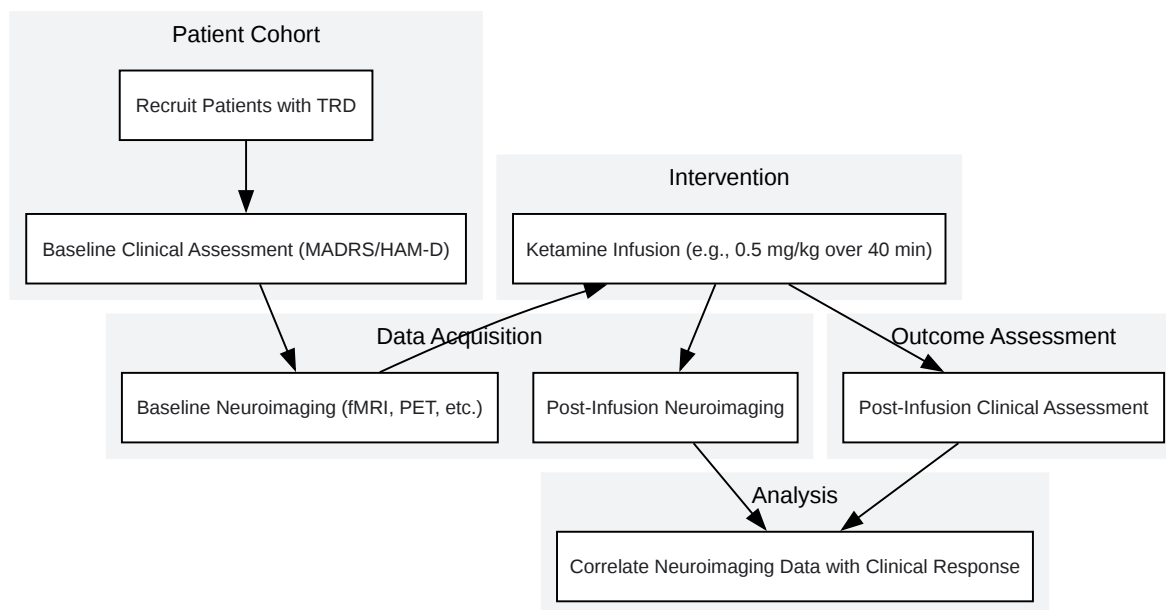 Patient Cohort
Recruit Patients with TRD
Baseline Clinical Assessment (MADRS/HAM-D)
Intervention
Ketamine Infusion (e.g., 0.5 mg/kg over 40 min)
Data Acquisition
Baseline Neuroimaging (fMRI, PET, etc.)
Post-Infusion Neuroimaging
Outcome Assessment
Post-Infusion Clinical Assessment
Analysis
Correlate Neuroimaging Data with Clinical Response